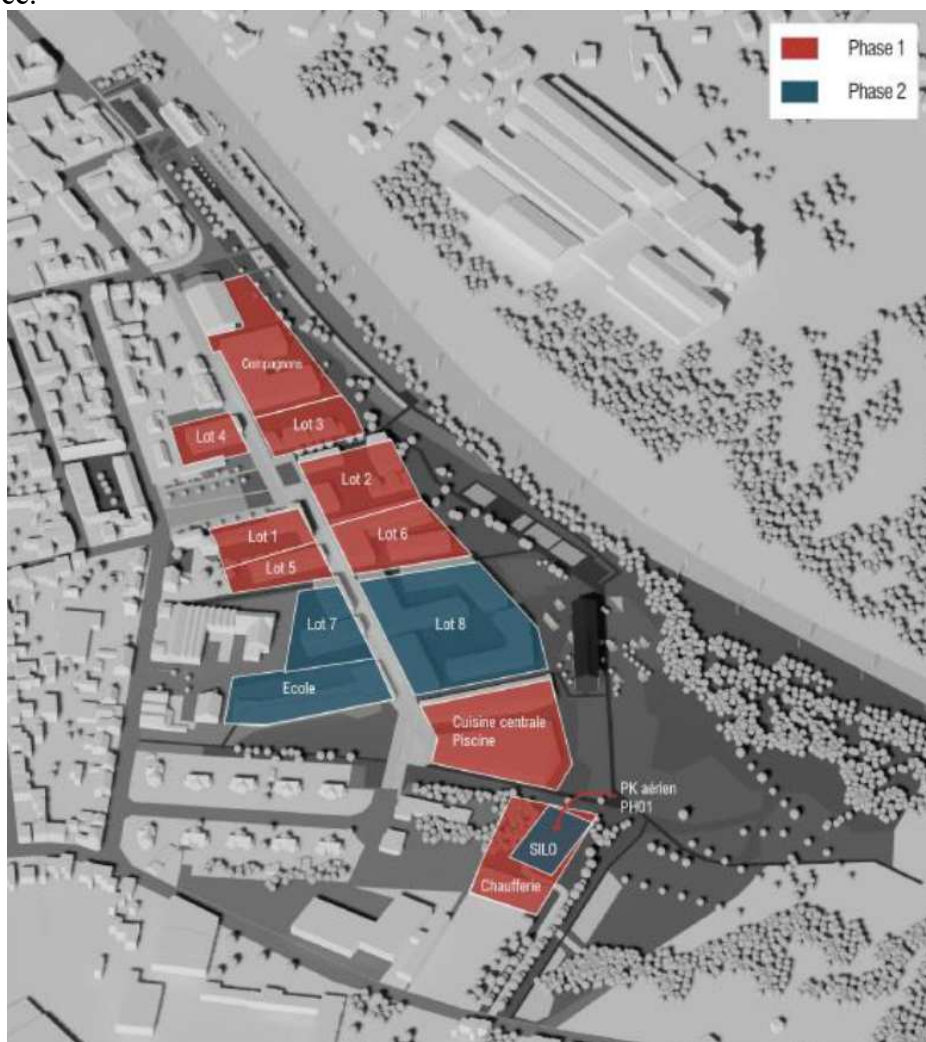 Phase 1
Phase 2
Compagnons
Lot 3
Lot 4
Lot 2
Lot 1
Lot 6
Lot 5
Lot 7
Lot 8
Ecole
Cuisine centrale
Piscine
PK aérien
PH01
SILO
Chaufferie